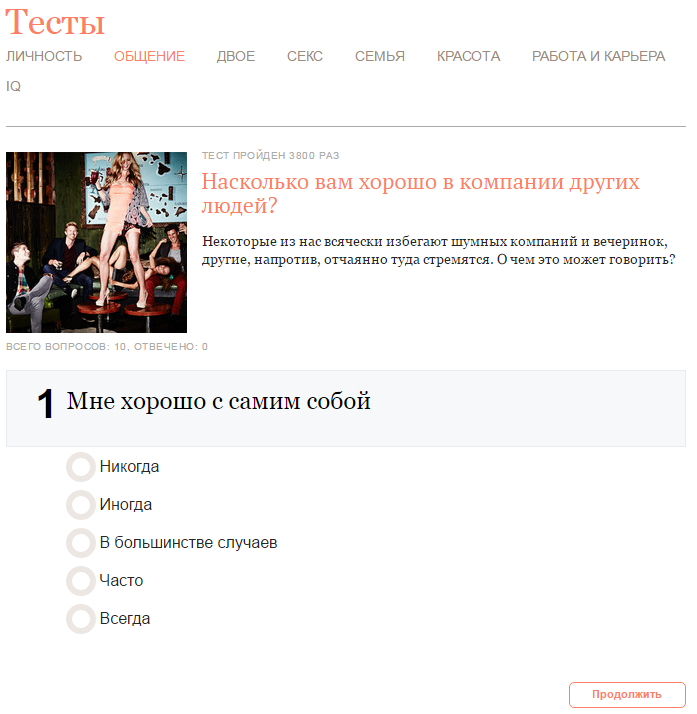 Тесты
ЛИЧНОСТЬ ОБЩЕНИЕ ДВОЕ СЕКС СЕМЬЯ КРАСОТА РАБОТА И КАРЬЕРА
IQ
ТЕСТ ПРОЙДЕН 3800 РАЗ
Насколько вам хорошо в компании других
людей?
Некоторые из нас всячески избегают шумных компаний и вечеринок,
другие, напротив, отчаянно туда стремятся. О чем это может говорить?
ВСЕГО ВОПРОСОВ: 10, ОТВЕЧЕНО: 0
1 Мне хорошо с самим собой
Никогда
Иногда
В большинстве случаев
Часто
Всегда
Продолжить